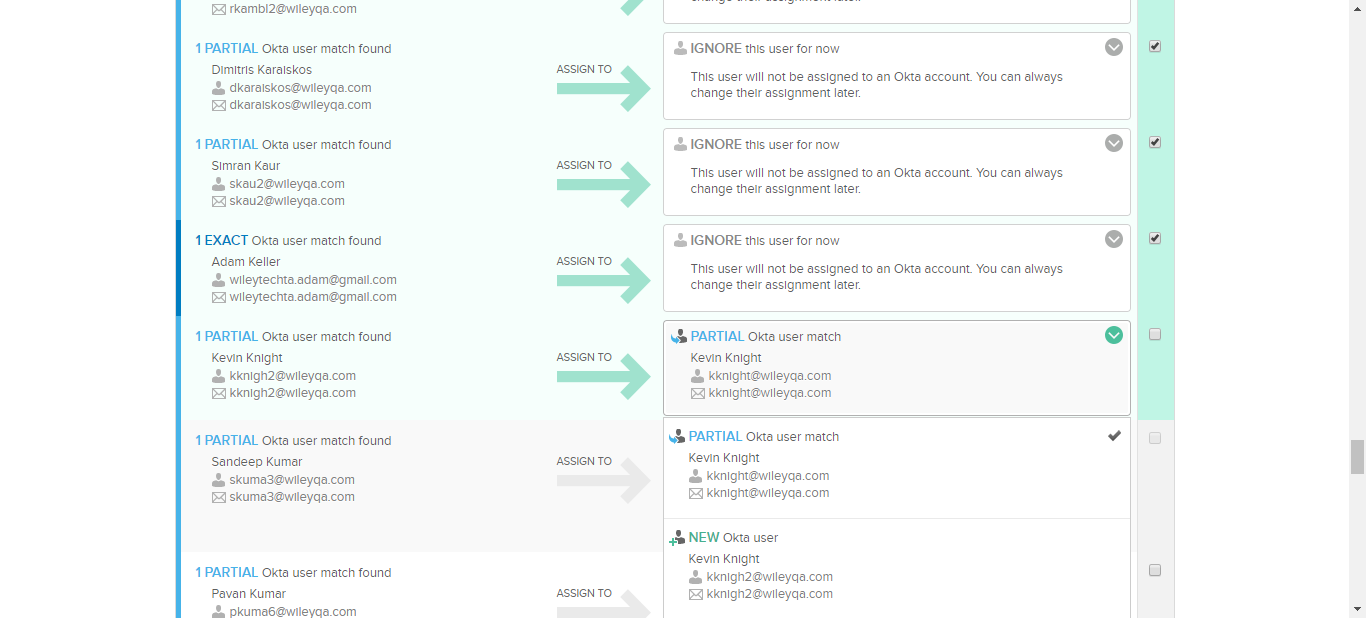 rkambl2@wileyqa.com
change their assignment later.
1 PARTIAL Okta user match found
Dimitris Karaiskos
dkaraiskos@wileyqa.com
dkaraiskos@wileyqa.com
ASSIGN TO
IGNORE this user for now
This user will not be assigned to an Okta account. You can always
change their assignment later.
1 PARTIAL Okta user match found
Simran Kaur
skau2@wileyqa.com
skau2@wileyqa.com
ASSIGN TO
IGNORE this user for now
This user will not be assigned to an Okta account. You can always
change their assignment later.
1 EXACT Okta user match found
Adam Keller
wileytechta.adam@gmail.com
wileytechta.adam@gmail.com
ASSIGN TO
IGNORE this user for now
This user will not be assigned to an Okta account. You can always
change their assignment later.
1 PARTIAL Okta user match found
Kevin Knight
kknigh2@wileyqa.com
kknigh2@wileyqa.com
ASSIGN TO
PARTIAL Okta user match
Kevin Knight
kknight@wileyqa.com
kknight@wileyqa.com
1 PARTIAL Okta user match found
Sandeep Kumar
skuma3@wileyqa.com
skuma3@wileyqa.com
ASSIGN TO
PARTIAL Okta user match
Kevin Knight
kknight@wileyqa.com
kknight@wileyqa.com
NEW Okta user
Kevin Knight
kknigh2@wileyqa.com
kknigh2@wileyqa.com
1 PARTIAL Okta user match found
Pavan Kumar
pkuma6@wileyqa.com
ASSIGN TO